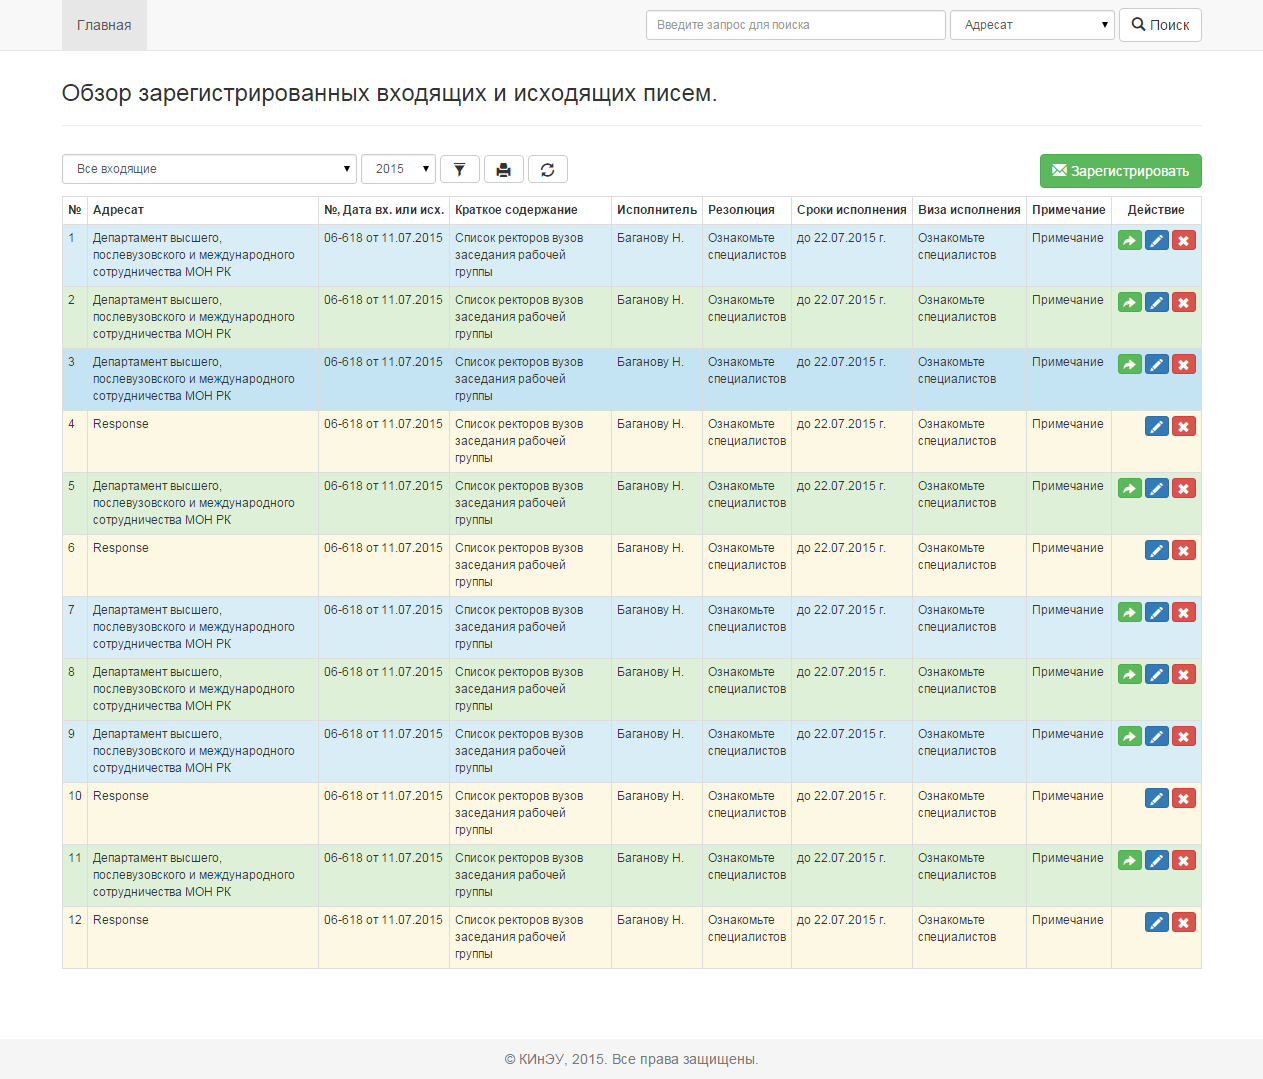 Главная
Введите запрос для поиска
Адресат
Поиск
Обзор зарегистрированных входящих и исходящих писем.
Все входящие
2015
Зарегистрировать
№ Адресат №, Дата вх. или исх. Краткое содержание Исполнитель Резолюция Сроки исполнения Виза исполнения Примечание Действие
1 Департамент высшего, 06-618 от 11.07.2015 Список ректоров вузов Баганову Н. Ознакомьте до 22.07.2015 г. Ознакомьте Примечание
послевузовского и международного заседания рабочей специалистов специалистов
сотрудничества МОН РК группы
2 Департамент высшего, 06-618 от 11.07.2015 Список ректоров вузов Баганову Н. Ознакомьте до 22.07.2015 г. Ознакомьте Примечание
послевузовского и международного заседания рабочей специалистов специалистов
сотрудничества МОН РК группы
3 Департамент высшего, 06-618 от 11.07.2015 Список ректоров вузов Баганову Н. Ознакомьте до 22.07.2015 г. Ознакомьте Примечание
послевузовского и международного заседания рабочей специалистов специалистов
сотрудничества МОН РК группы
4 Response 06-618 от 11.07.2015 Список ректоров вузов Баганову Н. Ознакомьте до 22.07.2015 г. Ознакомьте Примечание
заседания рабочей специалистов специалистов
группы
5 Департамент высшего, 06-618 от 11.07.2015 Список ректоров вузов Баганову Н. Ознакомьте до 22.07.2015 г. Ознакомьте Примечание
послевузовского и международного заседания рабочей специалистов специалистов
сотрудничества МОН РК группы
6 Response 06-618 от 11.07.2015 Список ректоров вузов Баганову Н. Ознакомьте до 22.07.2015 г. Ознакомьте Примечание
заседания рабочей специалистов специалистов
группы
7 Департамент высшего, 06-618 от 11.07.2015 Список ректоров вузов Баганову Н. Ознакомьте до 22.07.2015 г. Ознакомьте Примечание
послевузовского и международного заседания рабочей специалистов специалистов
сотрудничества МОН РК группы
8 Департамент высшего, 06-618 от 11.07.2015 Список ректоров вузов Баганову Н. Ознакомьте до 22.07.2015 г. Ознакомьте Примечание
послевузовского и международного заседания рабочей специалистов специалистов
сотрудничества МОН РК группы
9 Департамент высшего, 06-618 от 11.07.2015 Список ректоров вузов Баганову Н. Ознакомьте до 22.07.2015 г. Ознакомьте Примечание
послевузовского и международного заседания рабочей специалистов специалистов
сотрудничества МОН РК группы
10 Response 06-618 от 11.07.2015 Список ректоров вузов Баганову Н. Ознакомьте до 22.07.2015 г. Ознакомьте Примечание
заседания рабочей специалистов специалистов
группы
11 Департамент высшего, 06-618 от 11.07.2015 Список ректоров вузов Баганову Н. Ознакомьте до 22.07.2015 г. Ознакомьте Примечание
послевузовского и международного заседания рабочей специалистов специалистов
сотрудничества МОН РК группы
12 Response 06-618 от 11.07.2015 Список ректоров вузов Баганову Н. Ознакомьте до 22.07.2015 г. Ознакомьте Примечание
заседания рабочей специалистов специалистов
группы
© КИнЭУ, 2015. Все права защищены.